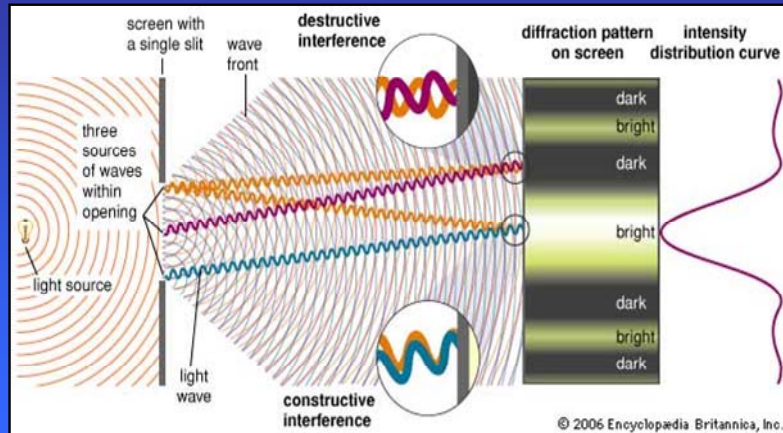 screen with
a single slit
wave
front
destructive
interference
diffraction pattern
on screen
intensity
distribution curve
three
sources
of waves
within
opening
light source
light
wave
constructive
interference
dark
bright
dark
bright
dark
bright
dark
© 2006 Encyclopædia Britannica, Inc.